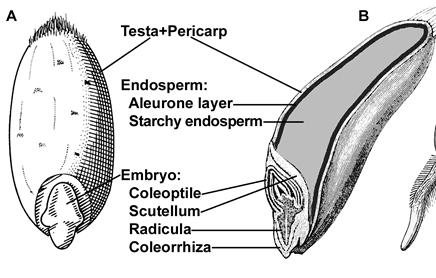 A
B
Testa+Pericarp
Endosperm:
Aleurone layer
Starchy endosperm
Embryo:
Coleoptile
Scutellum
Radicula
Coleorrhiza